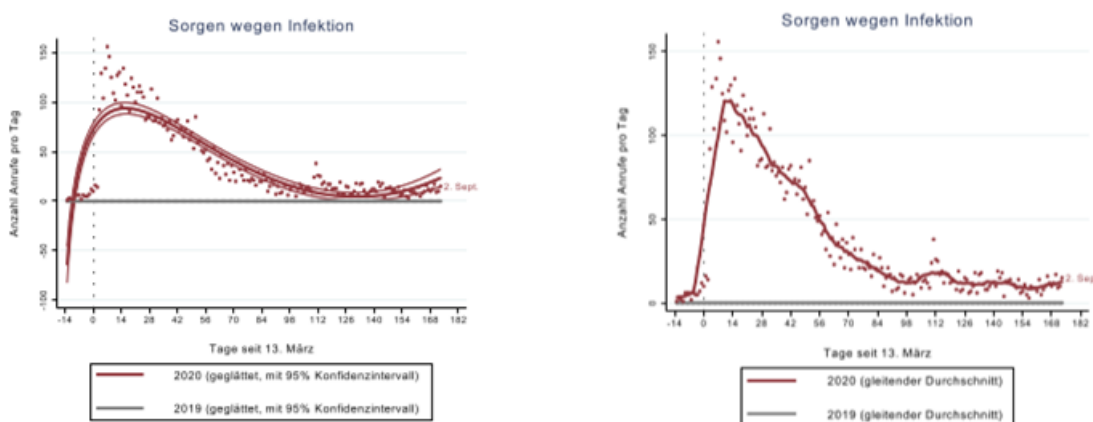 Sorgen wegen Infektion
Anzahl Anrufe pro Tag
150
100
50
0
-50
-100
2. Sept.
-14 0 14 28 42 56 70 84 98 112 126 140 154 168 182
Tage seit 13. März
2020 (geglättet, mit 95% Konfidenzintervall)
2019 (geglättet, mit 95% Konfidenzintervall)
Sorgen wegen Infektion
Anzahl Anrufe pro Tag
150
100
50
0
2. Sep
-14 0 14 28 42 56 70 84 98 112 126 140 154 168 182
Tage seit 13. März
2020 (gleitender Durchschnitt)
2019 (gleitender Durchschnitt)